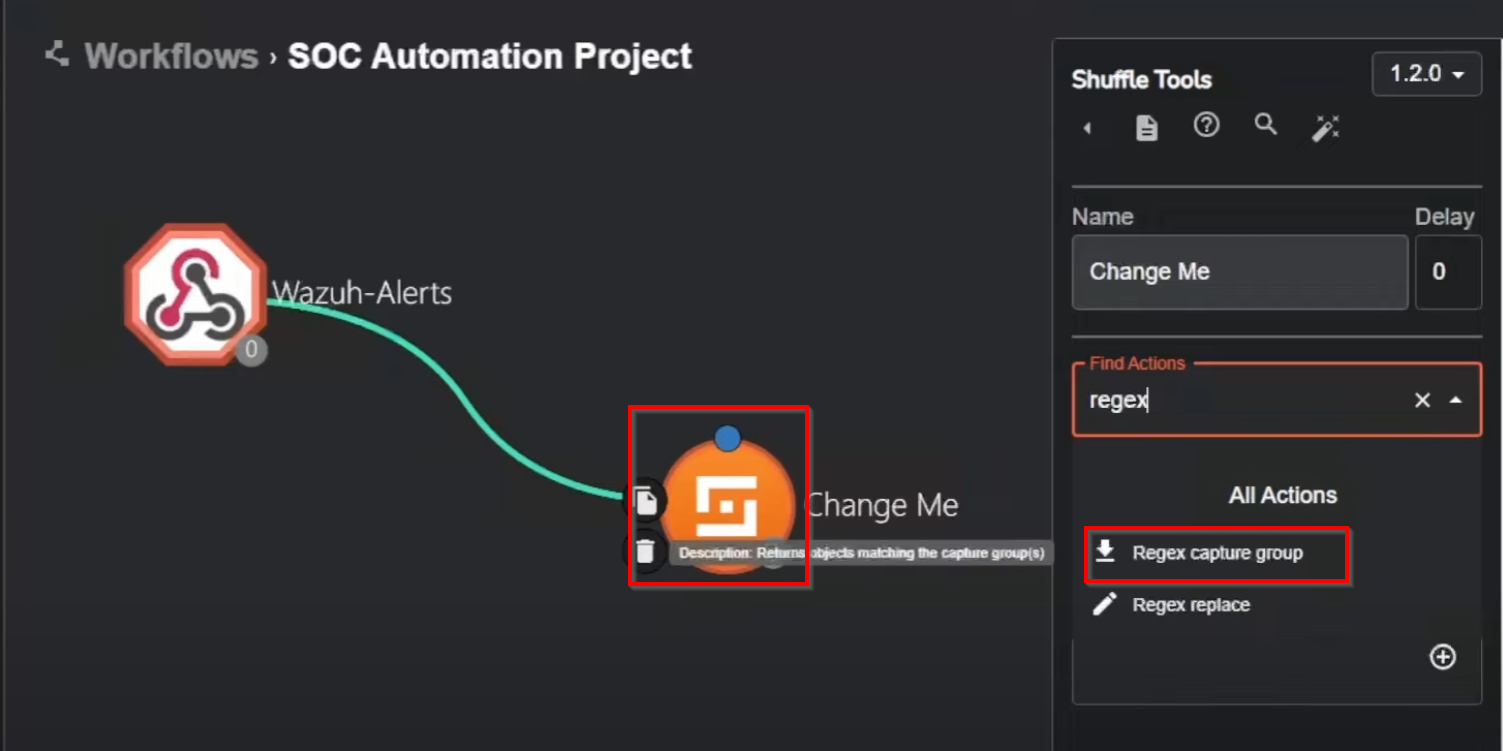 Workflows › SOC Automation Project
Shuffle Tools
1.2.0
Name
Delay
Change Me
0
Find Actions
regex
All Actions
Regex capture group
Regex replace
Wazuh-Alerts
0
Change Me
Description: Returns objects matching the capture group(s)